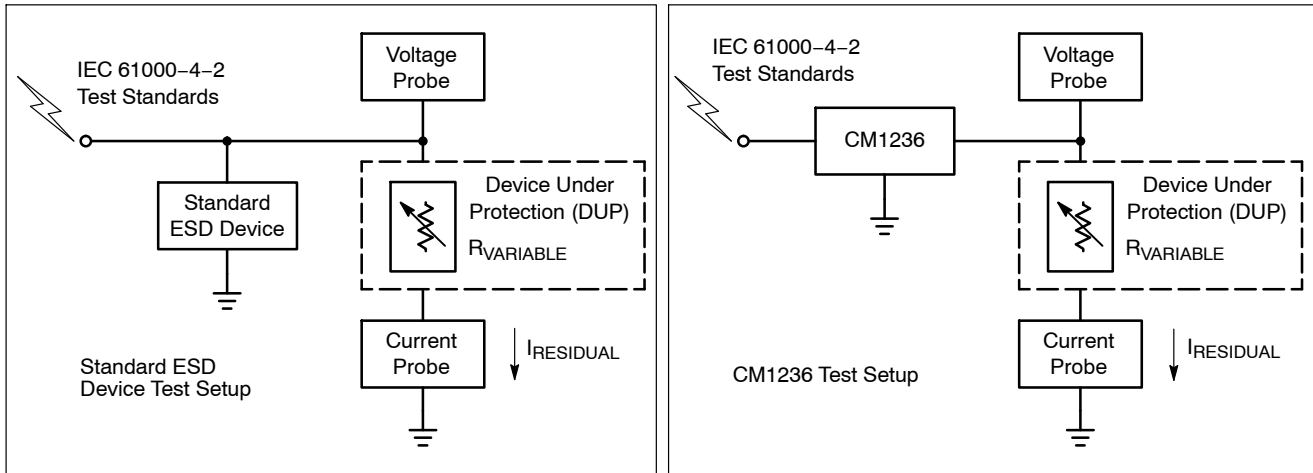 IEC 61000−4−2
Test Standards
Voltage
Probe
Standard
ESD Device
Device Under
Protection (DUP)
RVARIABLE
Current
Probe
IRESIDUAL
Standard ESD
Device Test Setup
IEC 61000−4−2
Test Standards
Voltage
Probe
CM1236
Device Under
Protection (DUP)
RVARIABLE
Current
Probe
IRESIDUAL
CM1236 Test Setup